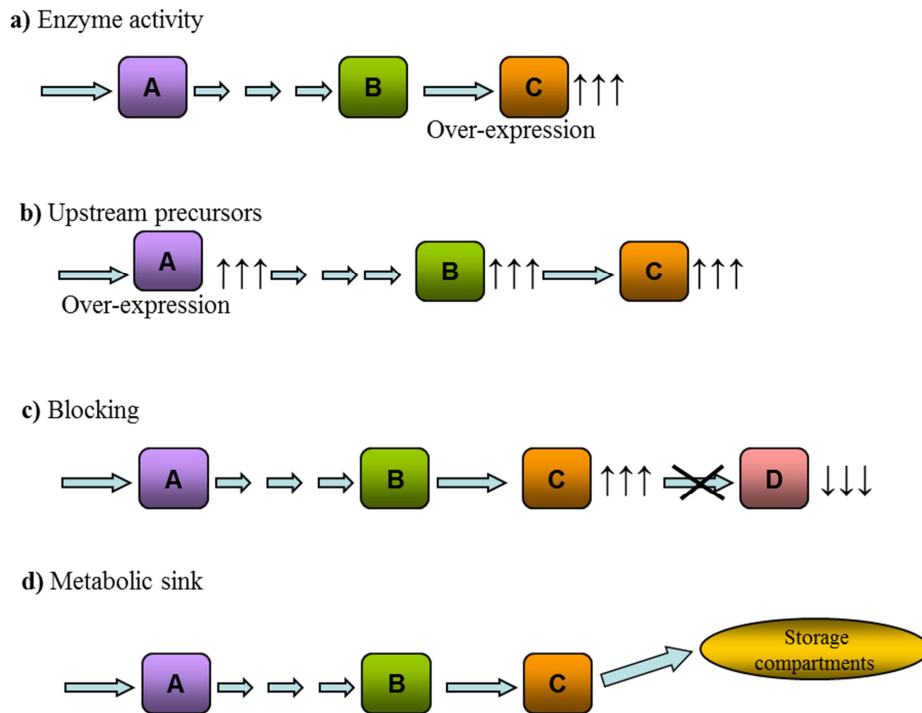 a) Enzyme activity
A B C ↑↑↑
Over-expression
b) Upstream precursors
A ↑↑↑ B ↑↑↑ C ↑↑↑
Over-expression
c) Blocking
A B C ↑↑↑ D ↓↓↓
d) Metabolic sink
Storage
compartments
A B C